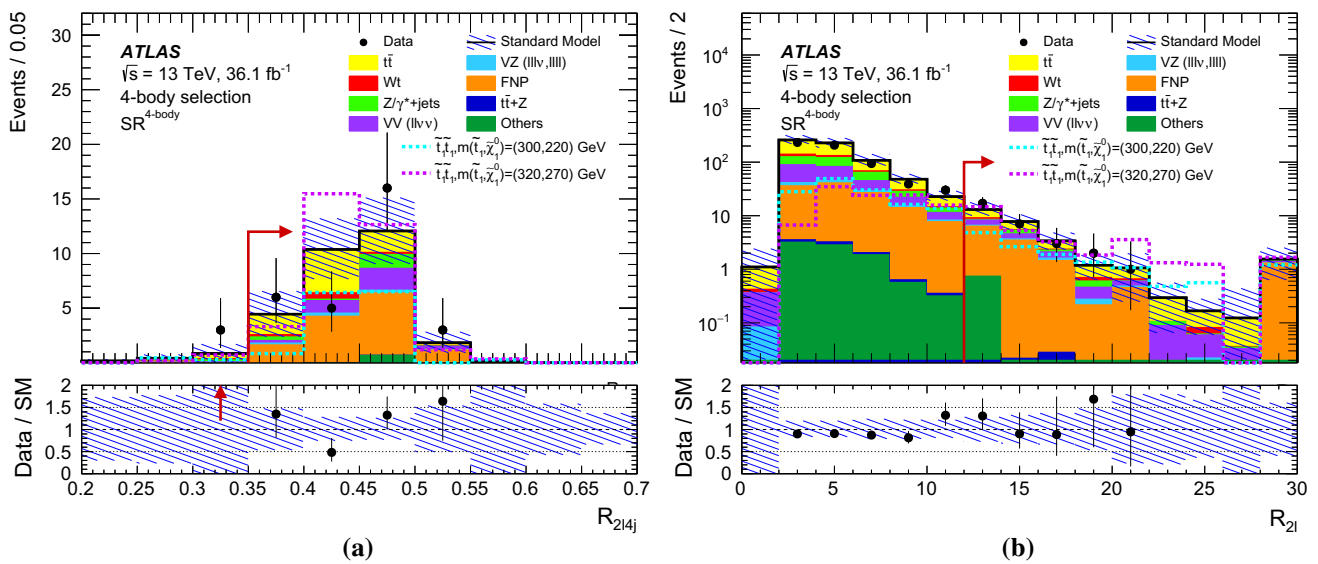 Events / 0.05
30
25
20
15
10
5
ATLAS
√s = 13 TeV, 36.1 fb⁻¹
4-body selection
SR⁴⁻ᵇᵒᵈʸ
Data
Standard Model
tt̄
VZ (lllν,llll)
Wt
FNP
Z/γ*+jets
tt̄+Z
VV (llνν)
Others
t̃₁t̃₁,m(t̃₁,χ̃₁⁰)=(300,220) GeV
t̃₁t̃₁,m(t̃₁,χ̃₁⁰)=(320,270) GeV
Data / SM
2
1.5
1
0.5
0
0.2 0.25 0.3 0.35 0.4 0.45 0.5 0.55 0.6 0.65 0.7
R₂ₗ₄ⱼ
(a)
Events / 2
10⁶
10⁵
10⁴
10³
10²
10
1
10⁻¹
ATLAS
√s = 13 TeV, 36.1 fb⁻¹
4-body selection
SR⁴⁻ᵇᵒᵈʸ
Data
Standard Model
tt̄
VZ (lllν,llll)
Wt
FNP
Z/γ*+jets
tt̄+Z
VV (llνν)
Others
t̃₁t̃₁,m(t̃₁,χ̃₁⁰)=(300,220) GeV
t̃₁t̃₁,m(t̃₁,χ̃₁⁰)=(320,270) GeV
Data / SM
2
1.5
1
0.5
0
0 5 10 15 20 25 30
R₂ₗ
(b)